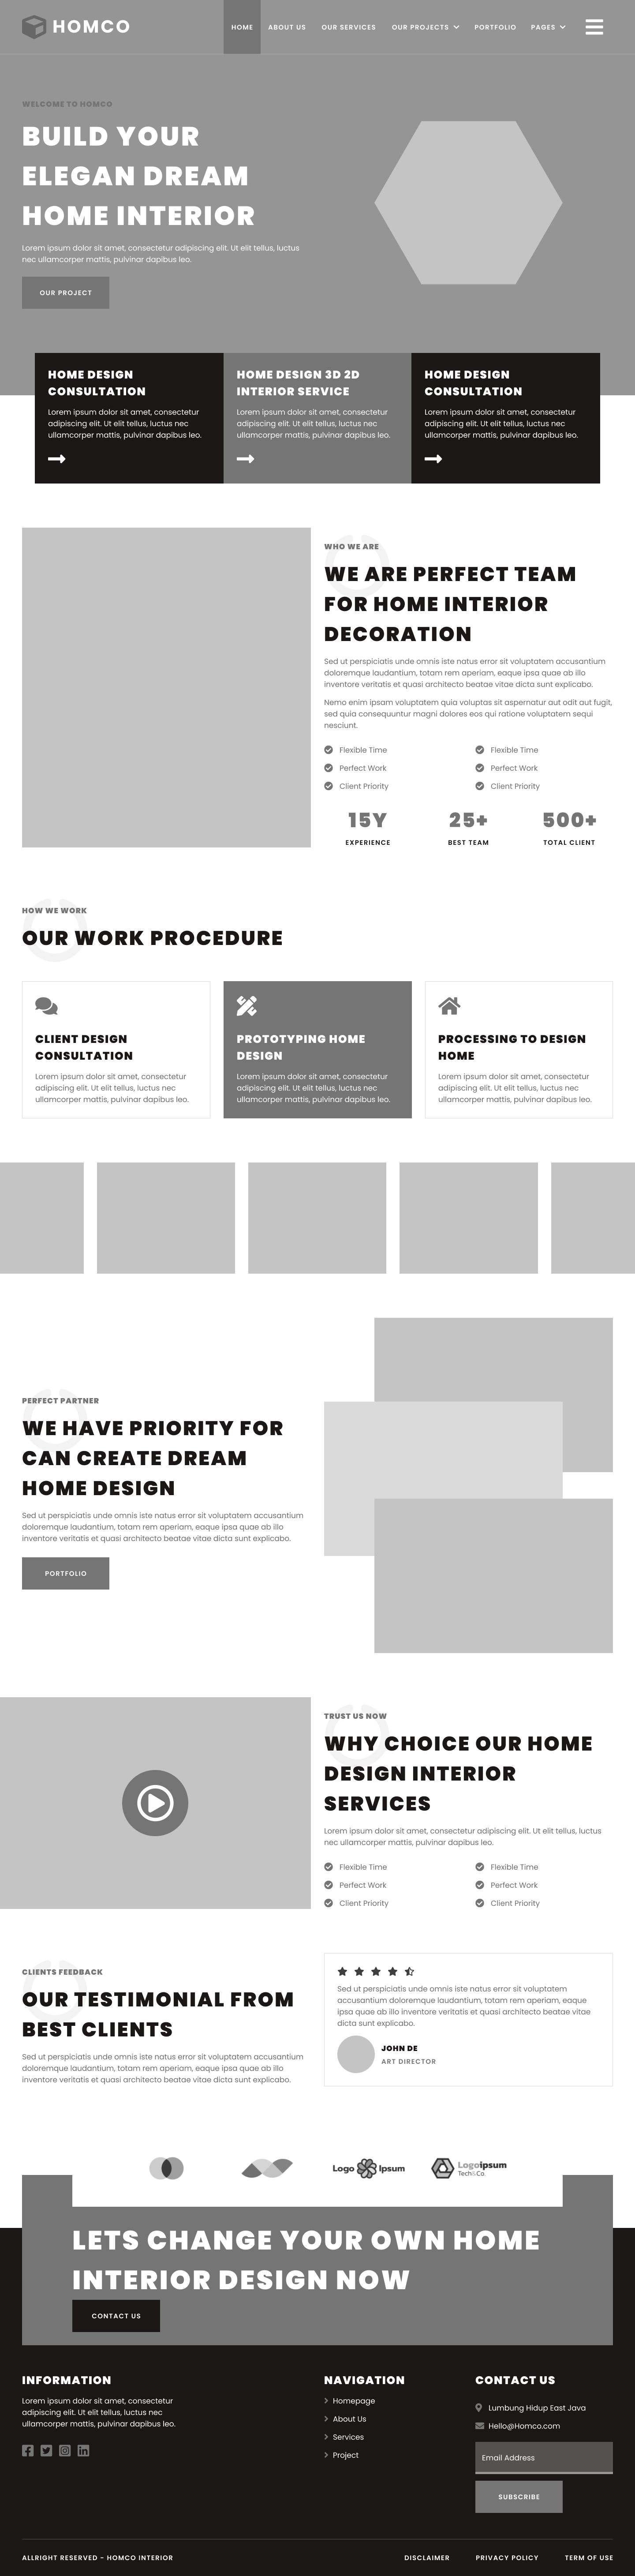 HOMCO
HOME ABOUT US OUR SERVICES OUR PROJECTS PORTFOLIO PAGES
WELCOME TO HOMCO
BUILD YOUR
ELEGAN DREAM
HOME INTERIOR
Lorem ipsum dolor sit amet, consectetur adipiscing elit. Ut elit tellus, luctus
nec ullamcorper mattis, pulvinar dapibus leo.
OUR PROJECT
HOME DESIGN
CONSULTATION
Lorem ipsum dolor sit amet, consectetur
adipiscing elit. Ut elit tellus, luctus nec
ullamcorper mattis, pulvinar dapibus leo.
HOME DESIGN 3D 2D
INTERIOR SERVICE
Lorem ipsum dolor sit amet, consectetur
adipiscing elit. Ut elit tellus, luctus nec
ullamcorper mattis, pulvinar dapibus leo.
HOME DESIGN
CONSULTATION
Lorem ipsum dolor sit amet, consectetur
adipiscing elit. Ut elit tellus, luctus nec
ullamcorper mattis, pulvinar dapibus leo.
WHO WE ARE
WE ARE PERFECT TEAM
FOR HOME INTERIOR
DECORATION
Sed ut perspiciatis unde omnis iste natus error sit voluptatem accusantium
doloremque laudantium, totam rem aperiam, eaque ipsa quae ab illo
inventore veritatis et quasi architecto beatae vitae dicta sunt explicabo.
Nemo enim ipsam voluptatem quia voluptas sit aspernatur aut odit aut fugit,
sed quia consequuntur magni dolores eos qui ratione voluptatem sequi
nesciunt.
Flexible Time
Perfect Work
Client Priority
Flexible Time
Perfect Work
Client Priority
15Y
EXPERIENCE
25+
BEST TEAM
500+
TOTAL CLIENT
HOW WE WORK
OUR WORK PROCEDURE
CLIENT DESIGN
CONSULTATION
Lorem ipsum dolor sit amet, consectetur
adipiscing elit. Ut elit tellus, luctus nec
ullamcorper mattis, pulvinar dapibus leo.
PROTOTYPING HOME
DESIGN
Lorem ipsum dolor sit amet, consectetur
adipiscing elit. Ut elit tellus, luctus nec
ullamcorper mattis, pulvinar dapibus leo.
PROCESSING TO DESIGN
HOME
Lorem ipsum dolor sit amet, consectetur
adipiscing elit. Ut elit tellus, luctus nec
ullamcorper mattis, pulvinar dapibus leo.
PERFECT PARTNER
WE HAVE PRIORITY FOR
CAN CREATE DREAM
HOME DESIGN
Sed ut perspiciatis unde omnis iste natus error sit voluptatem accusantium
doloremque laudantium, totam rem aperiam, eaque ipsa quae ab illo
inventore veritatis et quasi architecto beatae vitae dicta sunt explicabo.
PORTFOLIO
TRUST US NOW
WHY CHOICE OUR HOME
DESIGN INTERIOR
SERVICES
Lorem ipsum dolor sit amet, consectetur adipiscing elit. Ut elit tellus, luctus
nec ullamcorper mattis, pulvinar dapibus leo.
Flexible Time
Perfect Work
Client Priority
Flexible Time
Perfect Work
Client Priority
CLIENTS FEEDBACK
OUR TESTIMONIAL FROM
BEST CLIENTS
Sed ut perspiciatis unde omnis iste natus error sit voluptatem accusantium
doloremque laudantium, totam rem aperiam, eaque ipsa quae ab illo
inventore veritatis et quasi architecto beatae vitae dicta sunt explicabo.
Sed ut perspiciatis unde omnis iste natus error sit voluptatem
accusantium doloremque laudantium, totam rem aperiam, eaque
ipsa quae ab illo inventore veritatis et quasi architecto beatae vitae
dicta sunt explicabo.
JOHN DE
ART DIRECTOR
Logo Ipsum
Logoipsum
Tech&Co.
LETS CHANGE YOUR OWN HOME
INTERIOR DESIGN NOW
CONTACT US
INFORMATION
Lorem ipsum dolor sit amet, consectetur
adipiscing elit. Ut elit tellus, luctus nec
ullamcorper mattis, pulvinar dapibus leo.
NAVIGATION
Homepage
About Us
Services
Project
CONTACT US
Lumbung Hidup East Java
Hello@Homco.com
Email Address
SUBSCRIBE
ALLRIGHT RESERVED - HOMCO INTERIOR
DISCLAIMER PRIVACY POLICY TERM OF USE